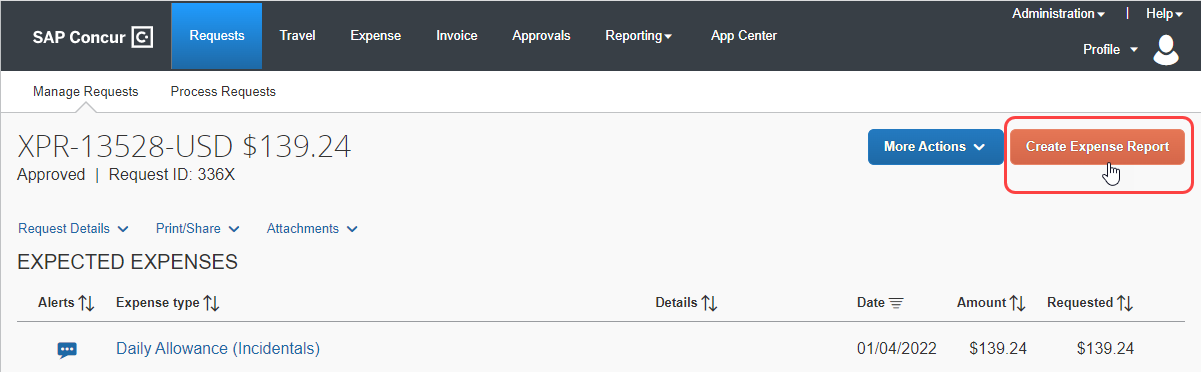 Administration | Help
SAP Concur C Requests Travel Expense Invoice Approvals Reporting App Center
Profile
Manage Requests Process Requests
XPR-13528-USD $139.24
More Actions Create Expense Report
Approved | Request ID: 336X
Request Details Print/Share Attachments
EXPECTED EXPENSES
Alerts Expense type Details Date Amount Requested
Daily Allowance (Incidentals) 01/04/2022 $139.24 $139.24